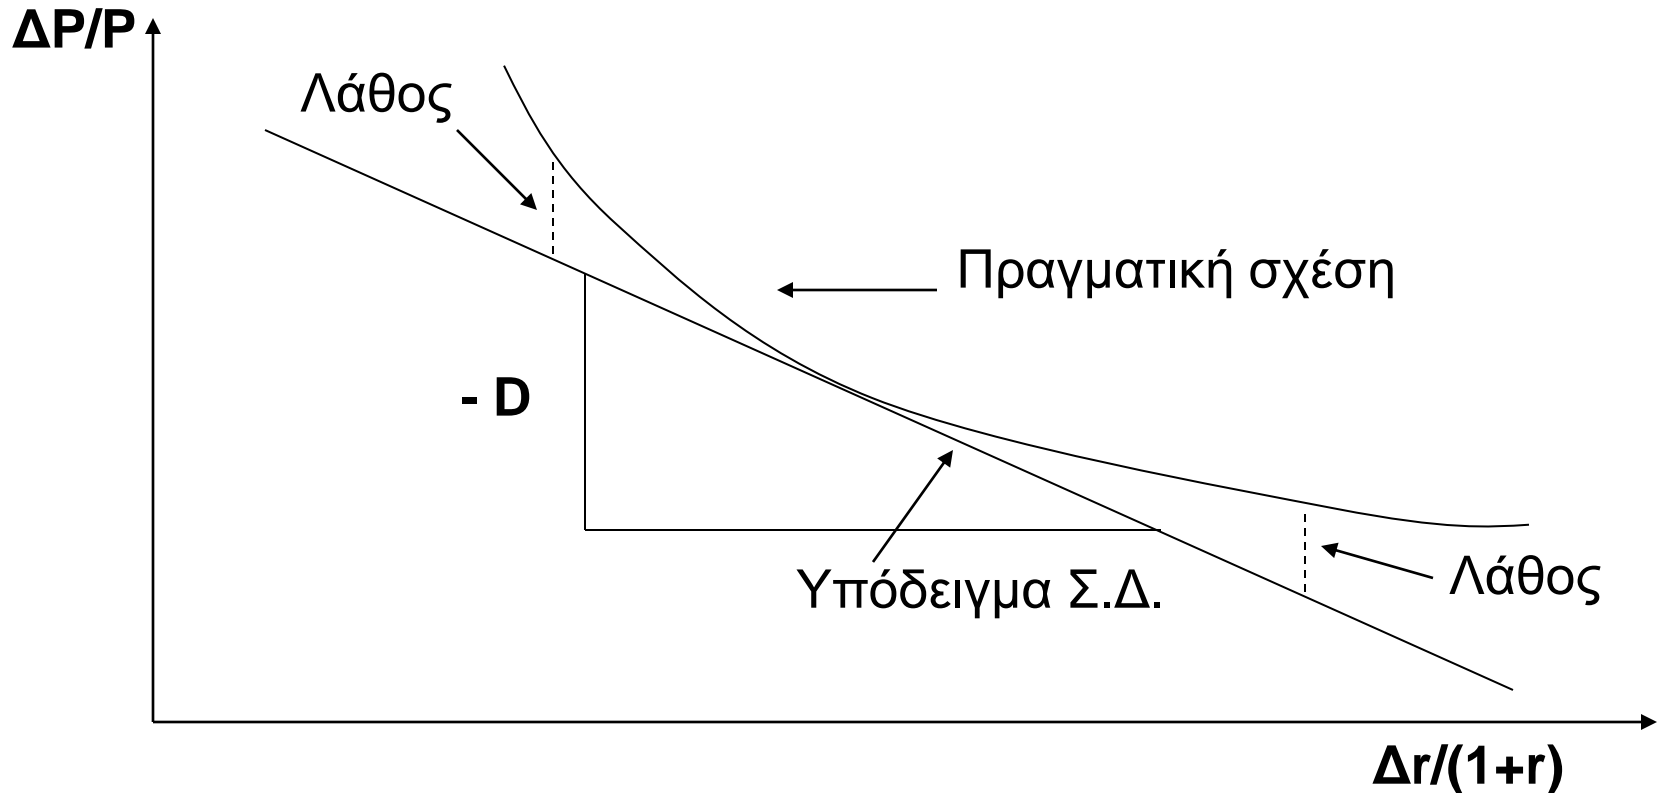 ΔP/P
Λάθος
Πραγματική σχέση
- D
Υπόδειγμα Σ.Δ.
Λάθος
Δr/(1+r)